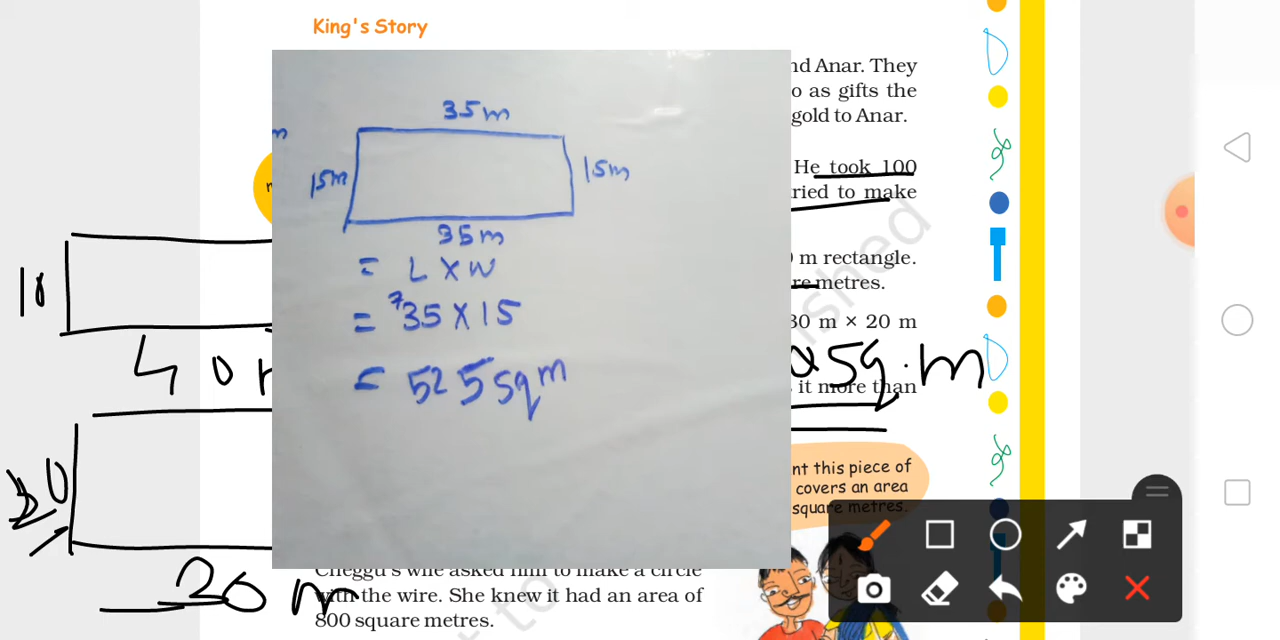 King's Story
nd Anar. They
o as gifts the
gold to Anar.
He took 100
ried to make
m rectangle.
re metres.
30 m × 20 m
it more than
35m
15m
15m
35m
= L X W
= 35 X 15
= 525 sqm
10
40
sq.m
20 m
nt this piece of
covers an area
square metres.
Cheggu's wife asked him to make a circle
with the wire. She knew it had an area of
800 square metres.